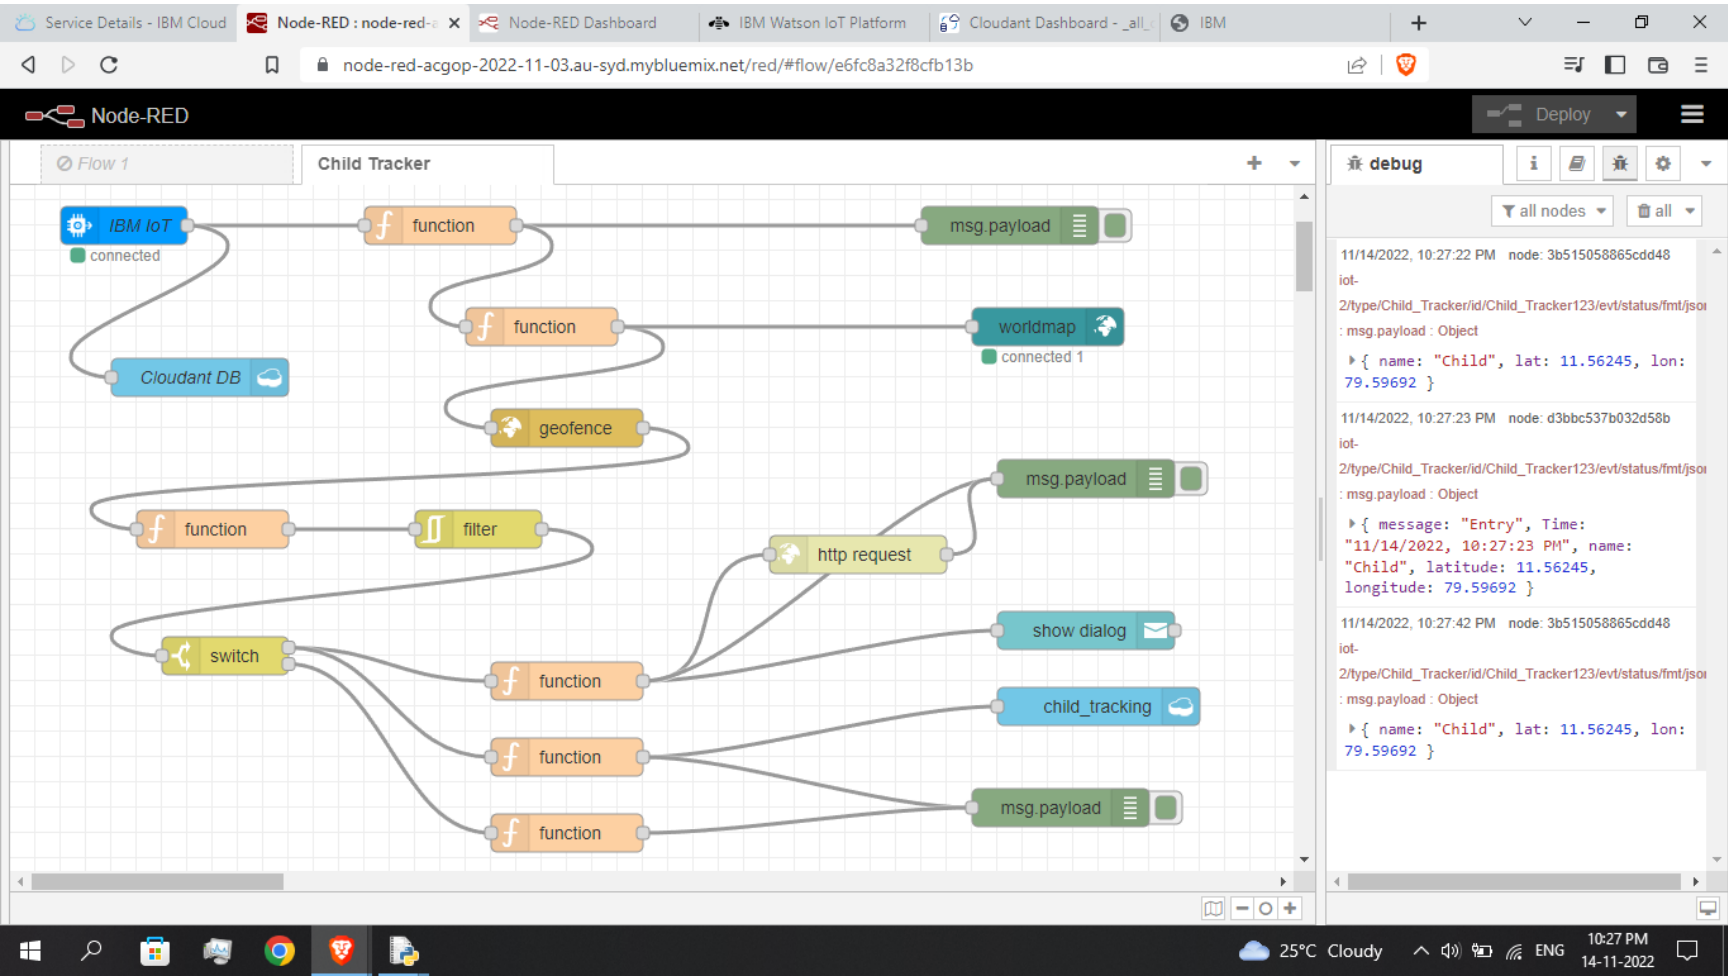 Service Details - IBM Cloud
Node-RED : node-red-a
Node-RED Dashboard
IBM Watson IoT Platform
Cloudant Dashboard - _all_
IBM
node-red-acgop-2022-11-03.au-syd.mybluemix.net/red/#flow/e6fc8a32f8cfb13b
Node-RED
Deploy
Flow 1
Child Tracker
IBM IoT
connected
function
msg.payload
function
worldmap
connected 1
Cloudant DB
geofence
msg.payload
function
filter
http request
show dialog
switch
function
child_tracking
function
msg.payload
function
debug
i
all nodes
all
11/14/2022, 10:27:22 PM node: 3b515058865cdd48
iot-
2/type/Child_Tracker/id/Child_Tracker123/evt/status/fmt/jso
: msg.payload : Object
{ name: "Child", lat: 11.56245, lon:
79.59692 }
11/14/2022, 10:27:23 PM node: d3bbc537b032d58b
iot-
2/type/Child_Tracker/id/Child_Tracker123/evt/status/fmt/jso
: msg.payload : Object
{ message: "Entry", Time:
"11/14/2022, 10:27:23 PM", name:
"Child", latitude: 11.56245,
longitude: 79.59692 }
11/14/2022, 10:27:42 PM node: 3b515058865cdd48
iot-
2/type/Child_Tracker/id/Child_Tracker123/evt/status/fmt/jso
: msg.payload : Object
{ name: "Child", lat: 11.56245, lon:
79.59692 }
25°C Cloudy
ENG
10:27 PM
14-11-2022